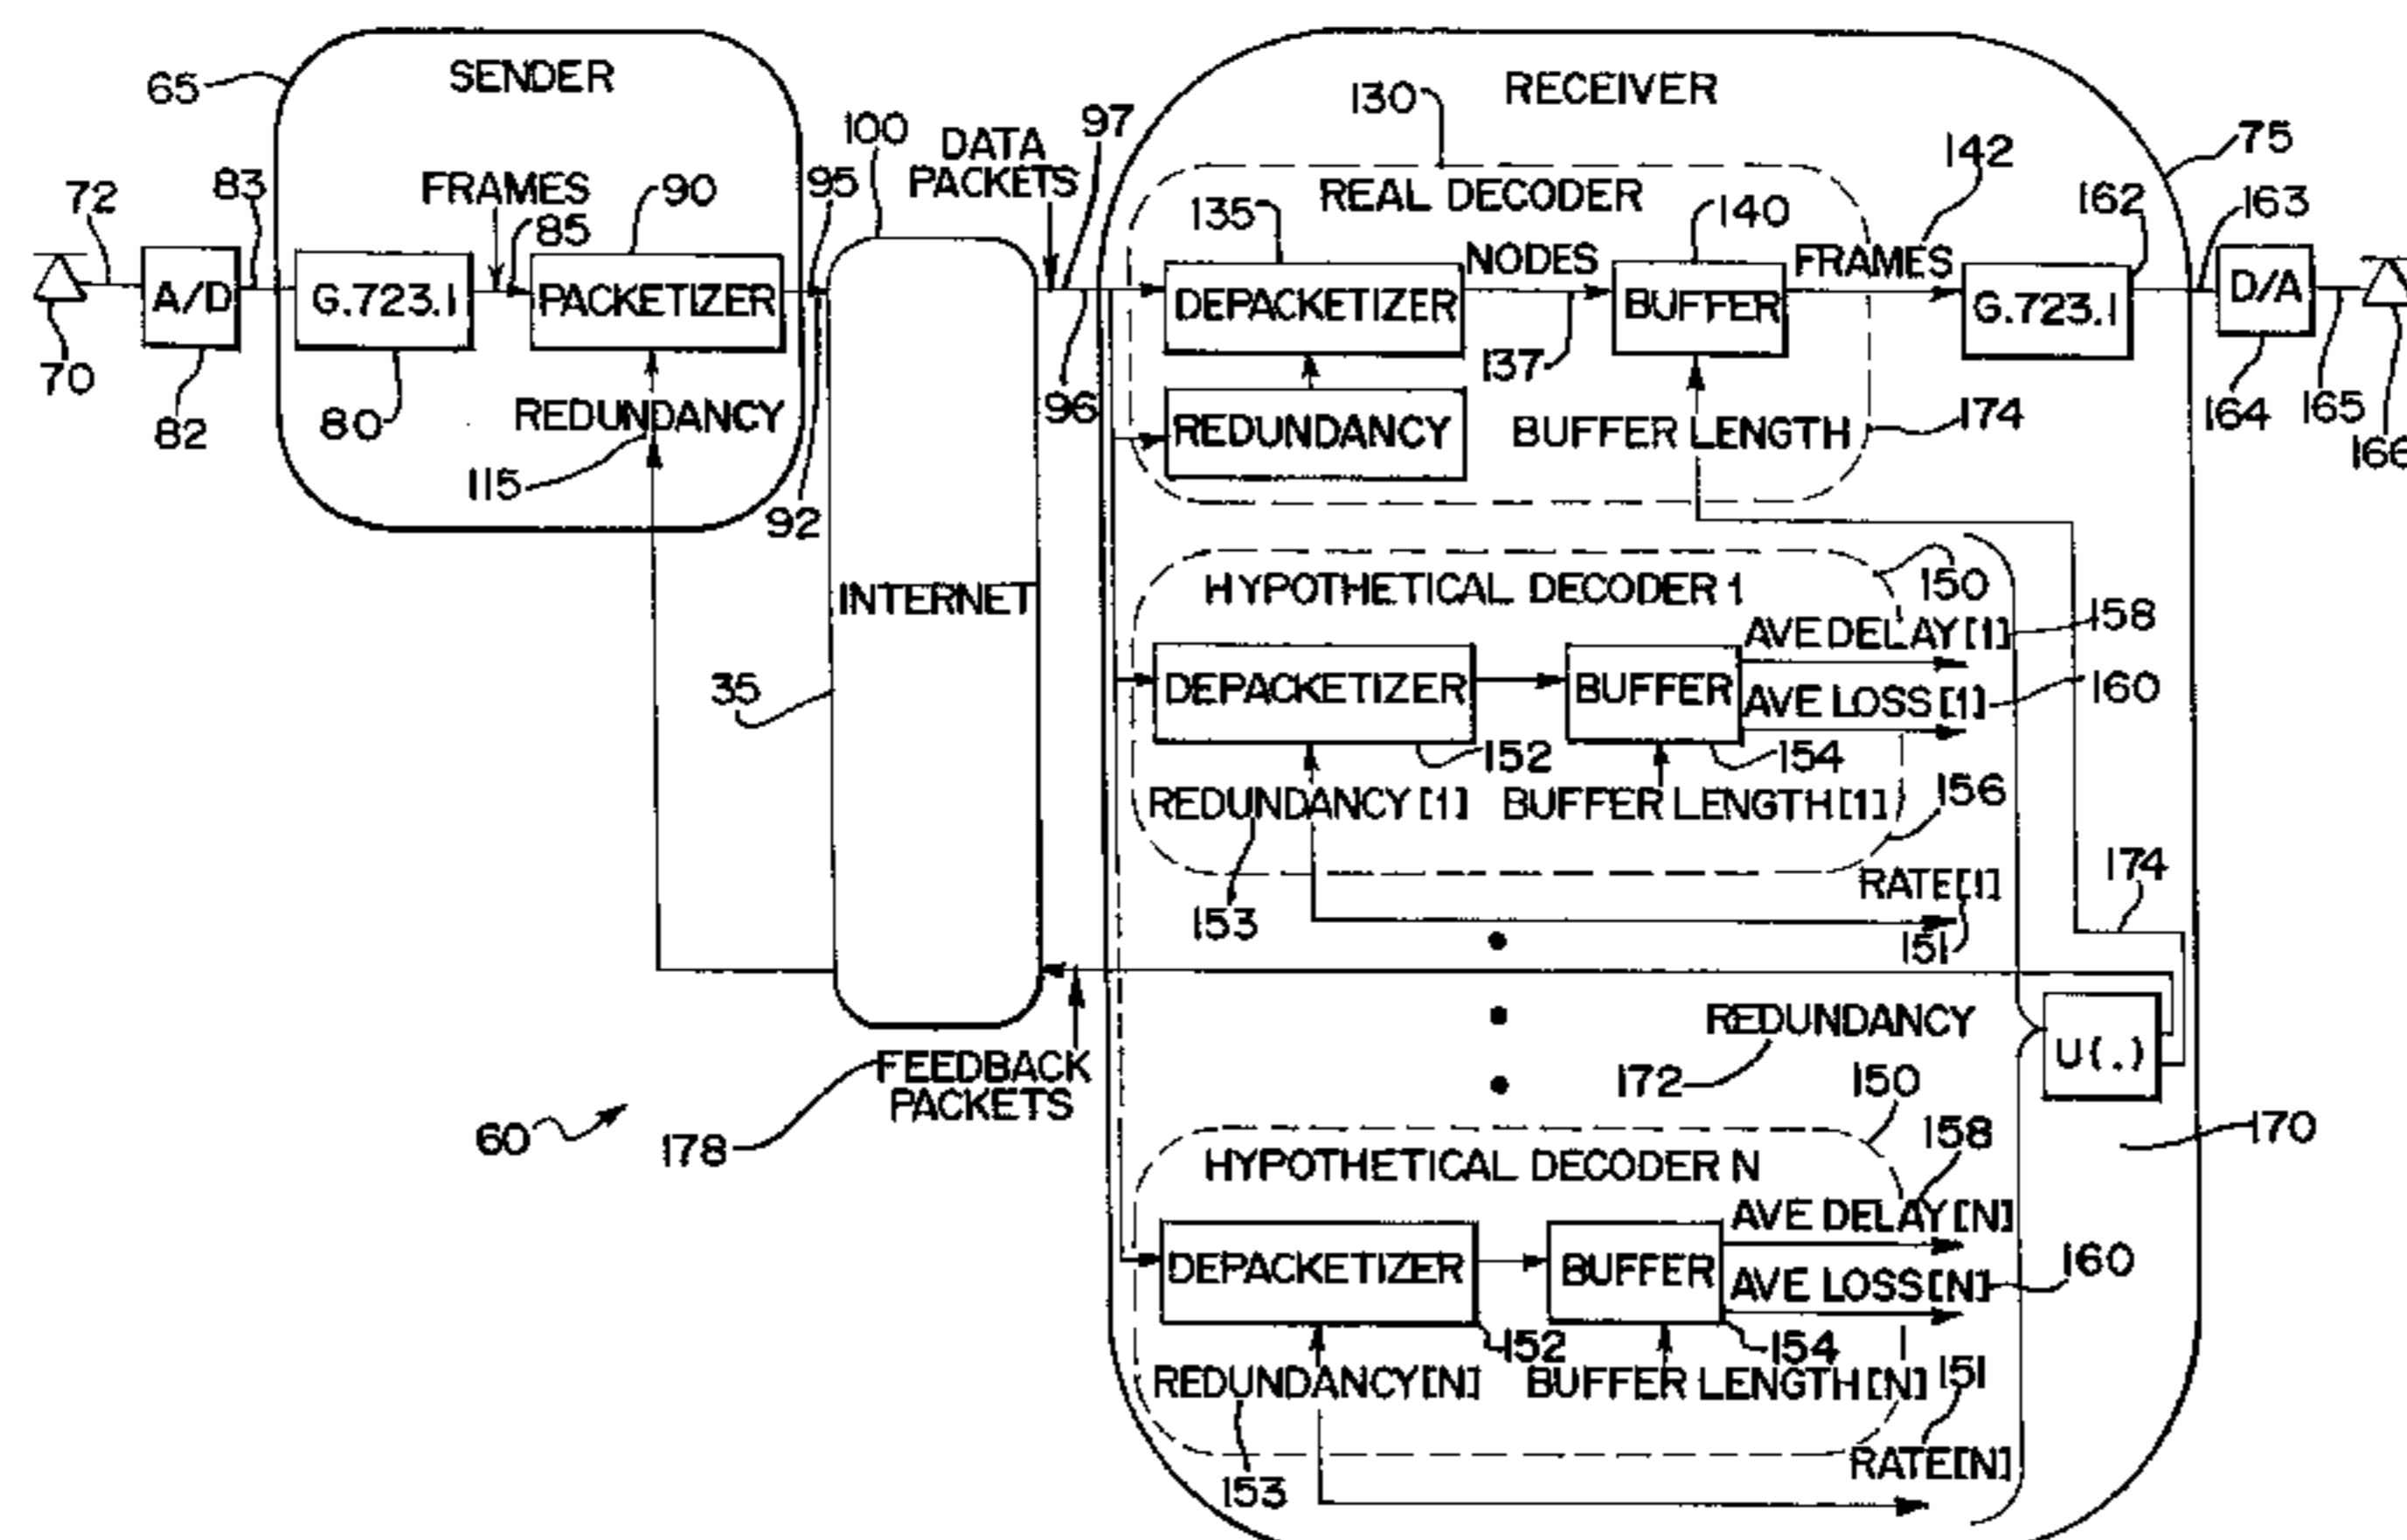 SENDER
65
RECEIVER
130
100
97
DATA
PACKETS
75
142
72
83
FRAMES
90
95
REAL DECODER
135
140
162
163
85
NODES
FRAMES
A/D
G.723.1
PACKETIZER
DEPACKETIZER
BUFFER
G.723.1
D/A
70
82
80
REDUNDANCY
115
92
96
137
REDUNDANCY
BUFFER LENGTH
174
164
165
166
INTERNET
35
HYPOTHETICAL DECODER 1
150
AVE DELAY [1]
158
DEPACKETIZER
BUFFER
AVE LOSS [1]
160
152
154
REDUNDANCY [1]
BUFFER LENGTH [1]
156
153
RATE [1]
151
174
REDUNDANCY
172
U(.)
170
FEEDBACK
PACKETS
178
60
HYPOTHETICAL DECODER N
150
158
AVE DELAY [N]
DEPACKETIZER
BUFFER
AVE LOSS [N]
160
152
154
REDUNDANCY [N]
BUFFER LENGTH [N]
151
153
RATE [N]